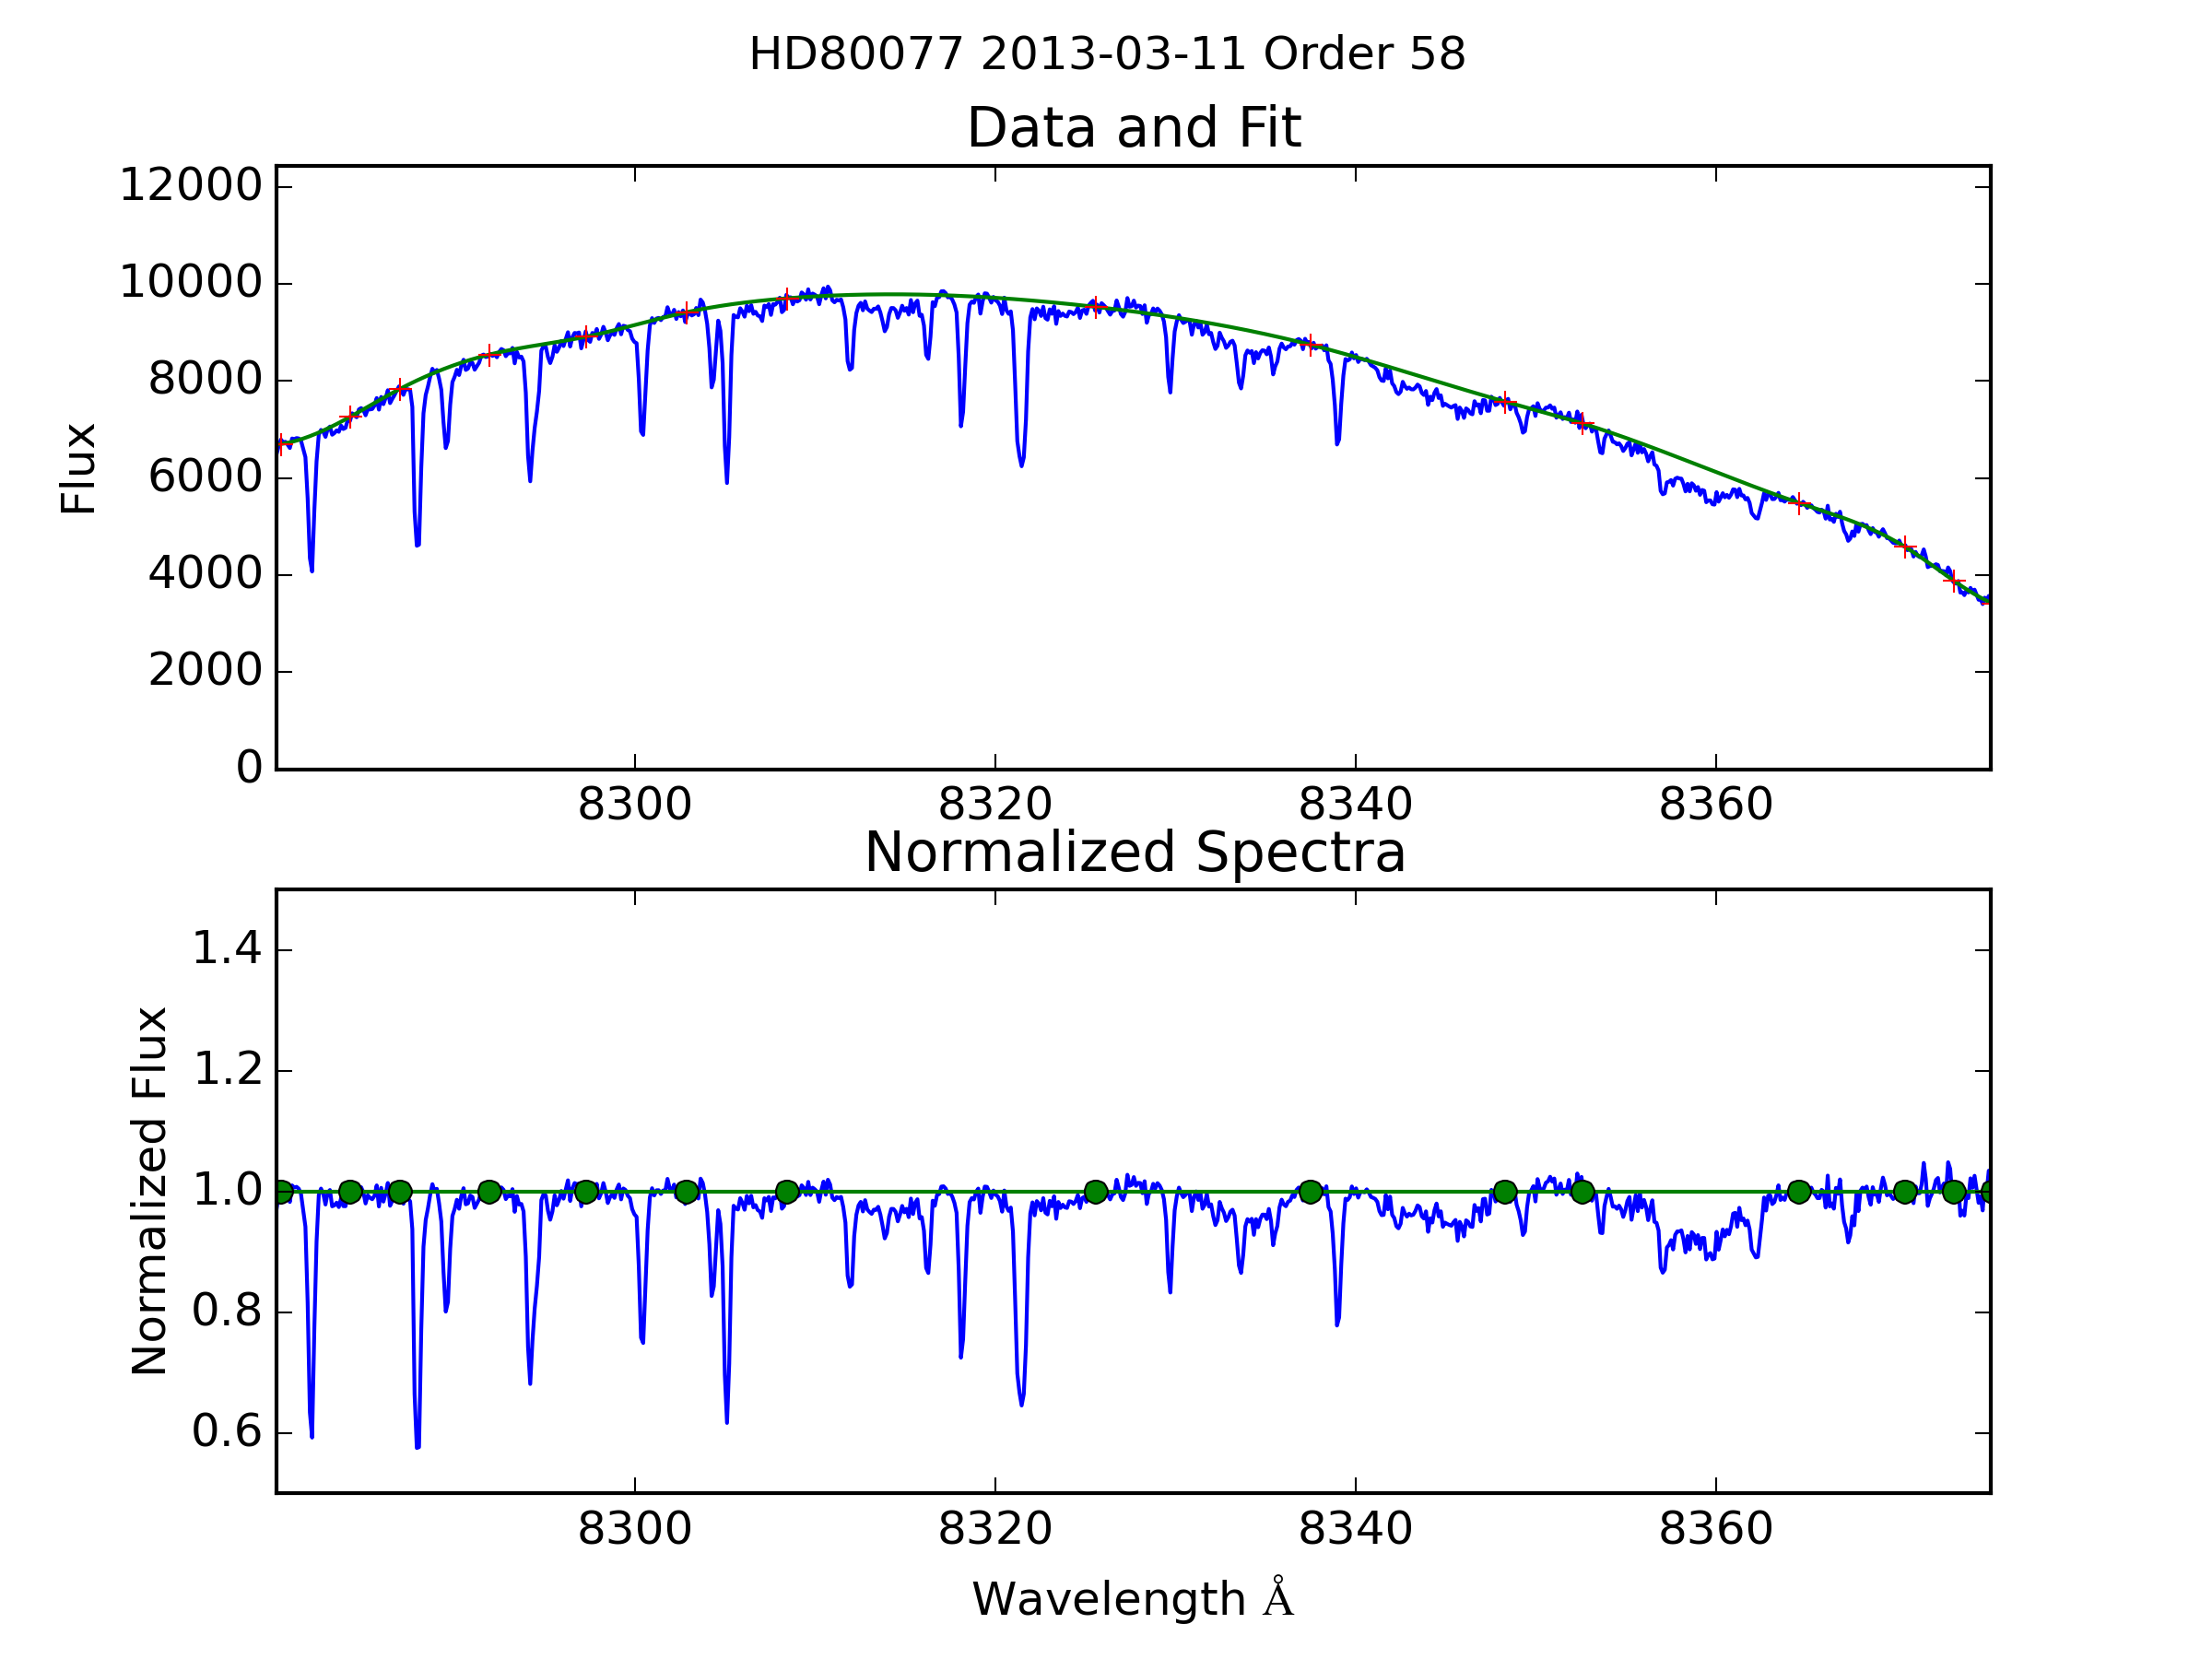 HD80077 2013-03-11 Order 58
Data and Fit
12000
10000
8000
6000
4000
2000
0
Flux
8300 8320 8340 8360
Normalized Spectra
1.4
1.2
1.0
0.8
0.6
Normalized Flux
8300 8320 8340 8360
Wavelength Å